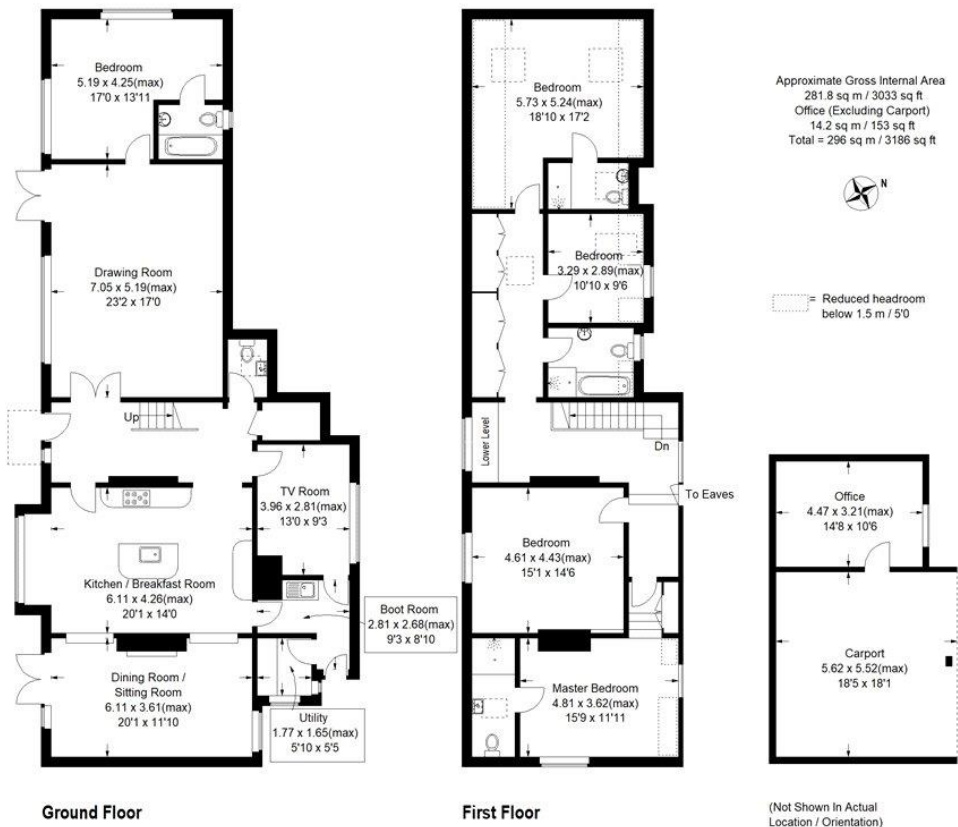 Bedroom
5.19 x 4.25(max)
17'0 x 13'11
Drawing Room
7.05 x 5.19(max)
23'2 x 17'0
Up
TV Room
3.96 x 2.81(max)
13'0 x 9'3
Kitchen / Breakfast Room
6.11 x 4.26(max)
20'1 x 14'0
Boot Room
2.81 x 2.68(max)
9'3 x 8'10
Dining Room /
Sitting Room
6.11 x 3.61(max)
20'1 x 11'10
Utility
1.77 x 1.65(max)
5'10 x 5'5
Ground Floor
Bedroom
5.73 x 5.24(max)
18'10 x 17'2
Bedroom
3.29 x 2.89(max)
10'10 x 9'6
Lower Level
Dn
To Eaves
Bedroom
4.61 x 4.43(max)
15'1 x 14'6
Master Bedroom
4.81 x 3.62(max)
15'9 x 11'11
First Floor
Approximate Gross Internal Area
281.8 sq m / 3033 sq ft
Office (Excluding Carport)
14.2 sq m / 153 sq ft
Total = 296 sq m / 3186 sq ft
N
= Reduced headroom
below 1.5 m / 5'0
Office
4.47 x 3.21(max)
14'8 x 10'6
Carport
5.62 x 5.52(max)
18'5 x 18'1
(Not Shown In Actual
Location / Orientation)